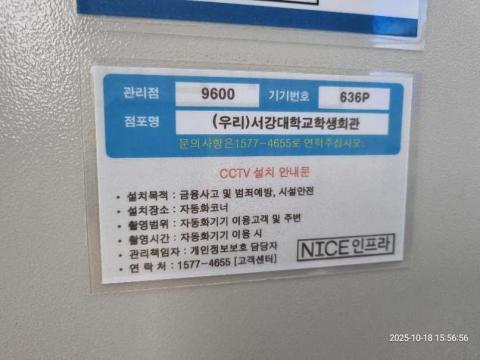 관리점 9600 기기번호 636P
점포명 (우리)서강대학교학생회관
문의사항은1577-4655로 연락주십시오.
CCTV 설치 안내문
• 설치목적 : 금융사고 및 범죄예방, 시설안전
• 설치장소 : 자동화코너
• 촬영범위 : 자동화기기 이용고객 및 주변
• 촬영시간 : 자동화기기 이용 시
• 관리책임자 : 개인정보보호 담당자
• 연 락 처 : 1577-4655 [고객센터]
NICE인프라
2025-10-18 15:56:56